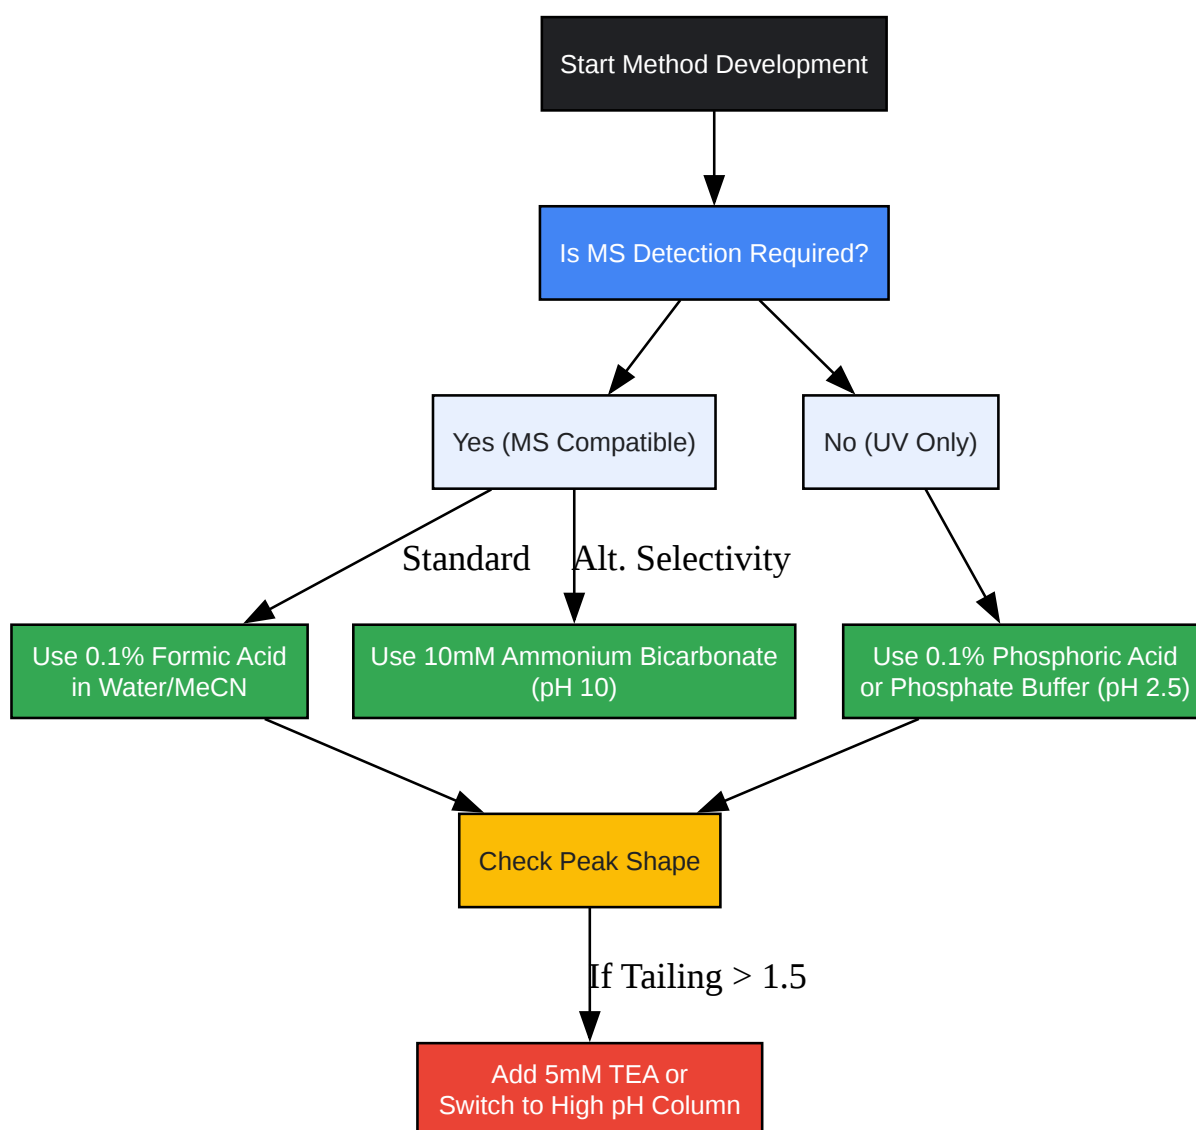 Start Method Development
Is MS Detection Required?
Yes (MS Compatible)
No (UV Only)
Standard
Alt. Selectivity
Use 0.1% Formic Acid
in Water/MeCN
Use 10mM Ammonium Bicarbonate
(pH 10)
Use 0.1% Phosphoric Acid
or Phosphate Buffer (pH 2.5)
Check Peak Shape
If Tailing > 1.5
Add 5mM TEA or
Switch to High pH Column